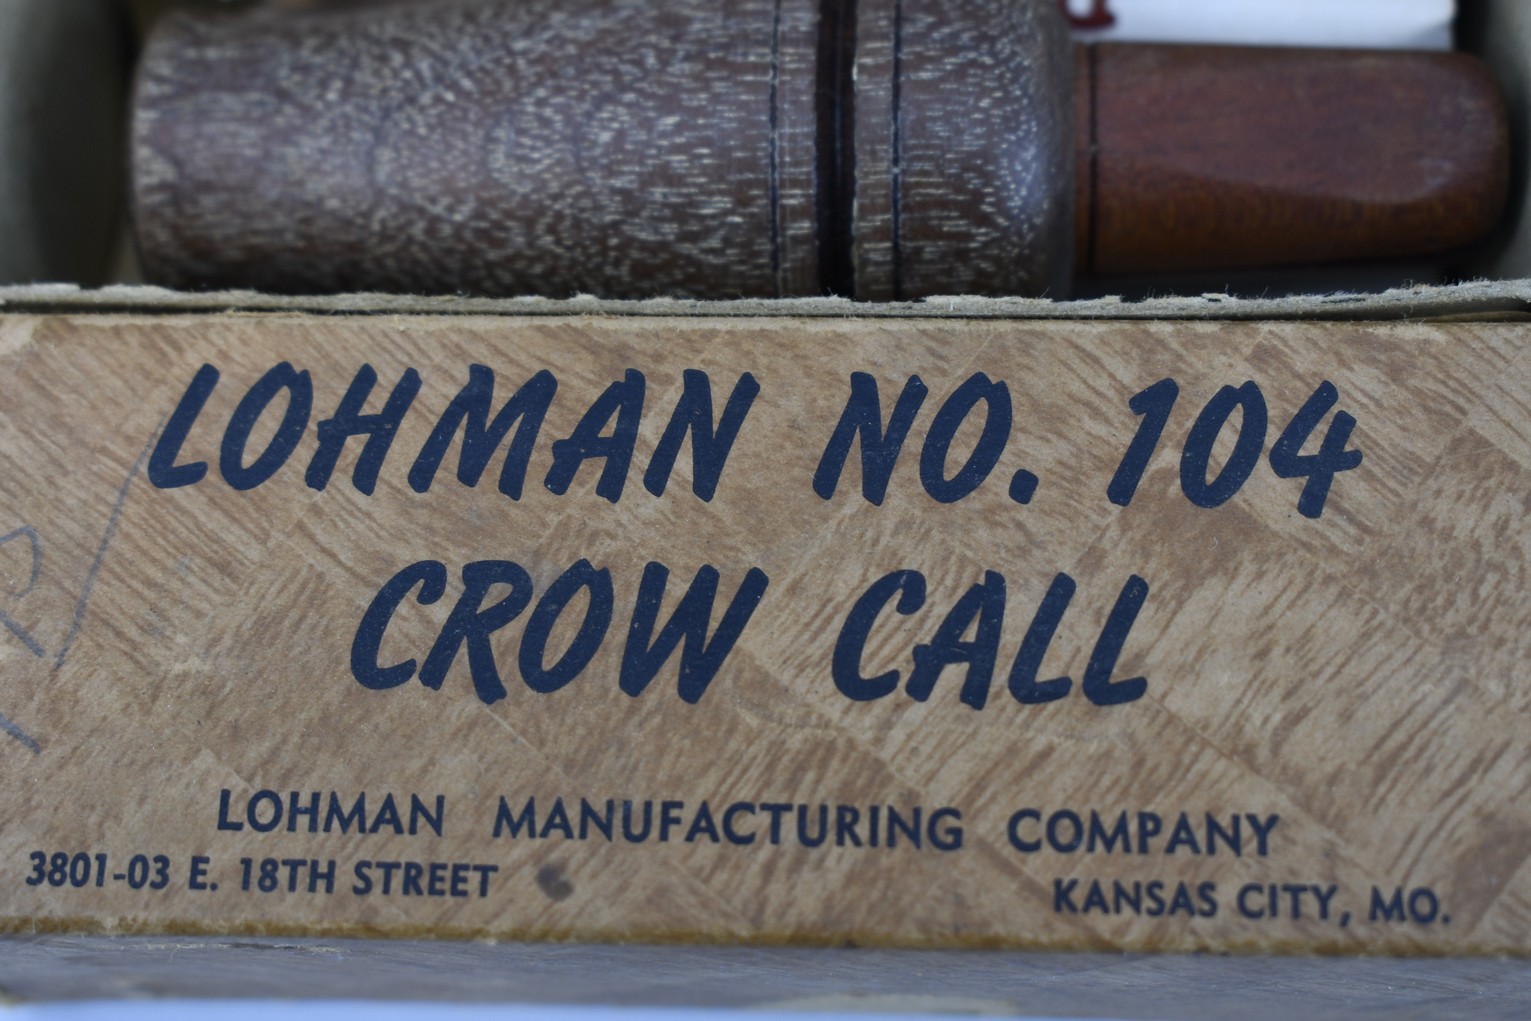 LOHMAN NO. 104
CROW CALL
LOHMAN MANUFACTURING COMPANY
3801-03 E. 18TH STREET KANSAS CITY, MO.